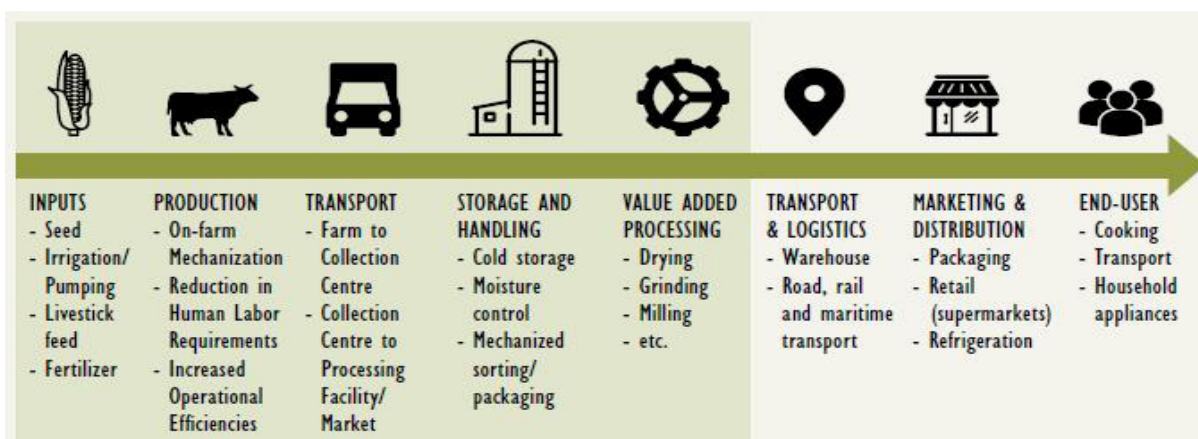 INPUTS
- Seed
- Irrigation/
Pumping
- Livestick
feed
- Fertilizer
PRODUCTION
- On-farm
Mechanization
- Reduction in
Human Labor
Requirements
- Increased
Operational
Efficiencies
TRANSPORT
- Farm to
Collection
Centre
- Collection
Centre to
Processing
Facility/
Market
STORAGE AND
HANDLING
- Cold storage
- Moisture
control
- Mechanized
sorting/
packaging
VALUE ADDED
PROCESSING
- Drying
- Grinding
- Milling
- etc.
TRANSPORT
& LOGISTICS
- Warehouse
- Road, rail
and maritime
transport
MARKETING &
DISTRIBUTION
- Packaging
- Retail
(supermarkets)
- Refrigeration
END-USER
- Cooking
- Transport
- Household
appliances